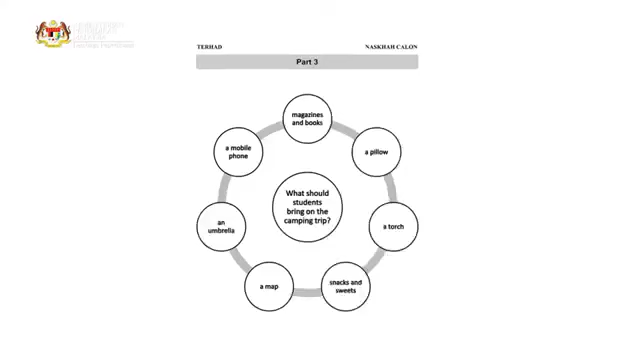 TERHAD NASKHAH CALON
Part 3
magazines
and books
a pillow
a torch
snacks and
sweets
a map
an
umbrella
a mobile
phone
What should
students
bring on the
camping trip?